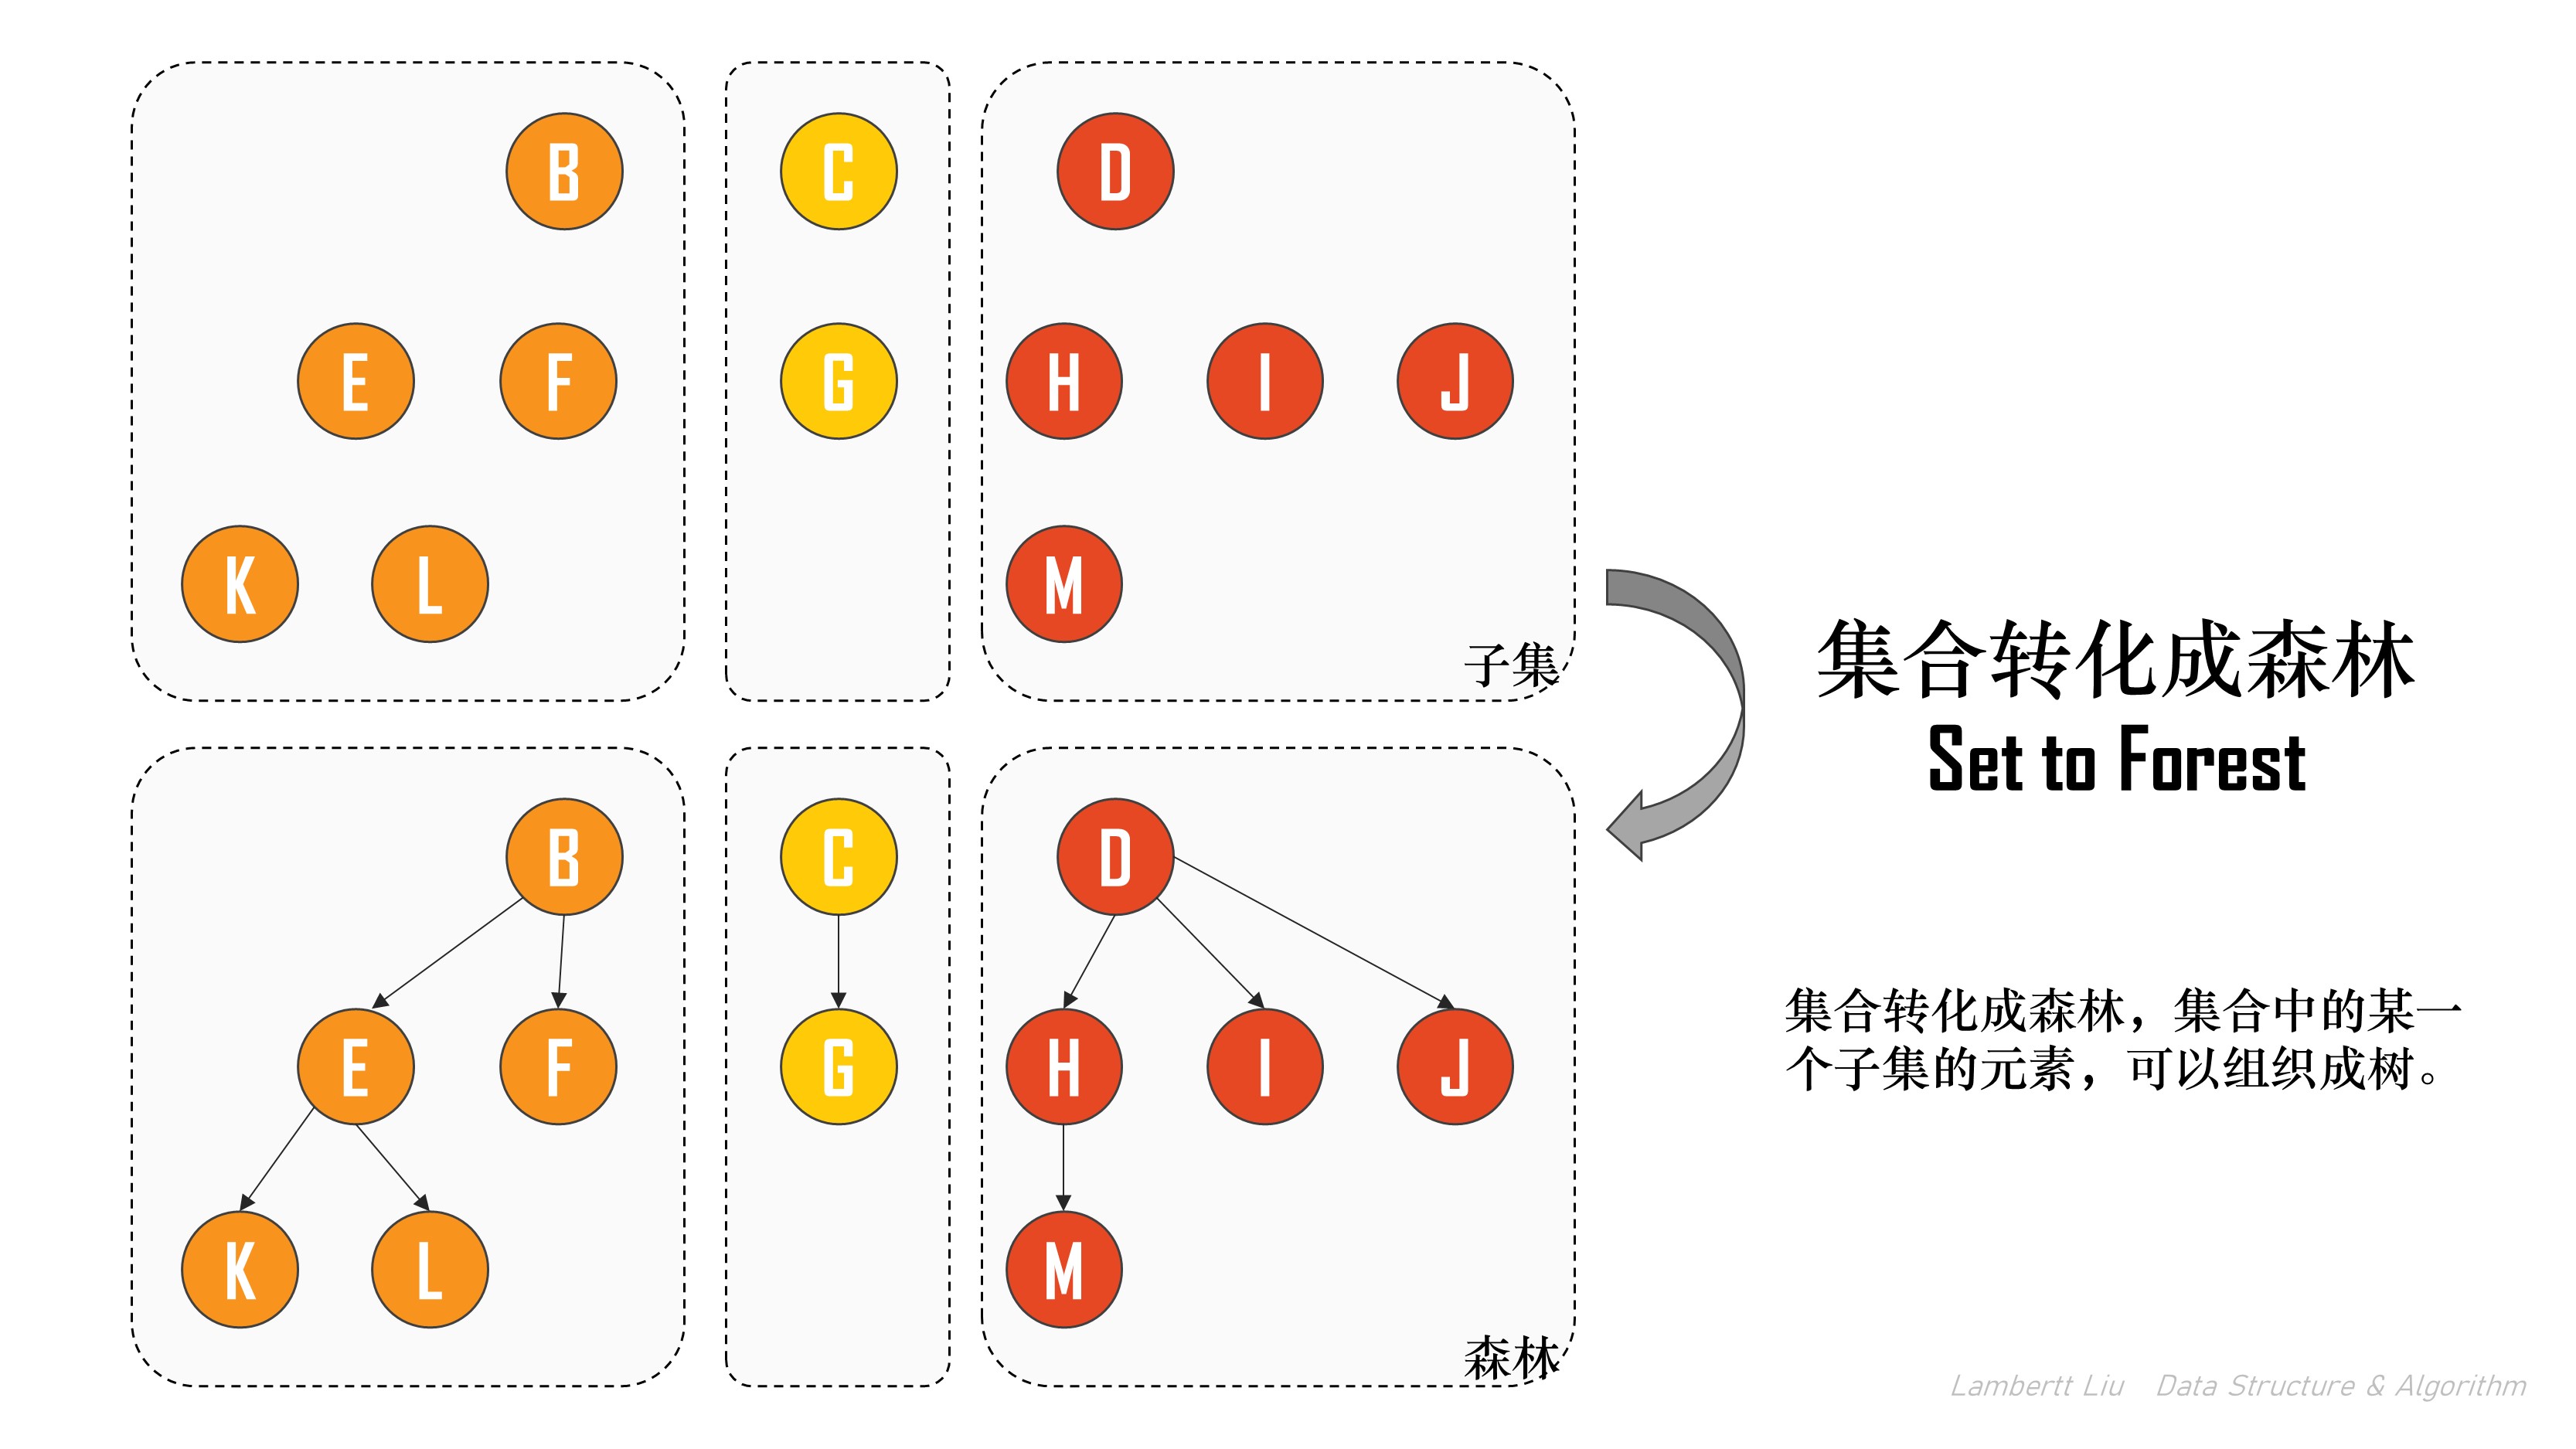 B
C
D
E
F
G
H
I
J
K
L
M
子集
集合转化成森林
Set to Forest
B
C
D
E
F
G
H
I
J
K
L
M
森林
集合转化成森林，集合中的某一
个子集的元素，可以组织成树。
Lambertt Liu Data Structure & Algorithm